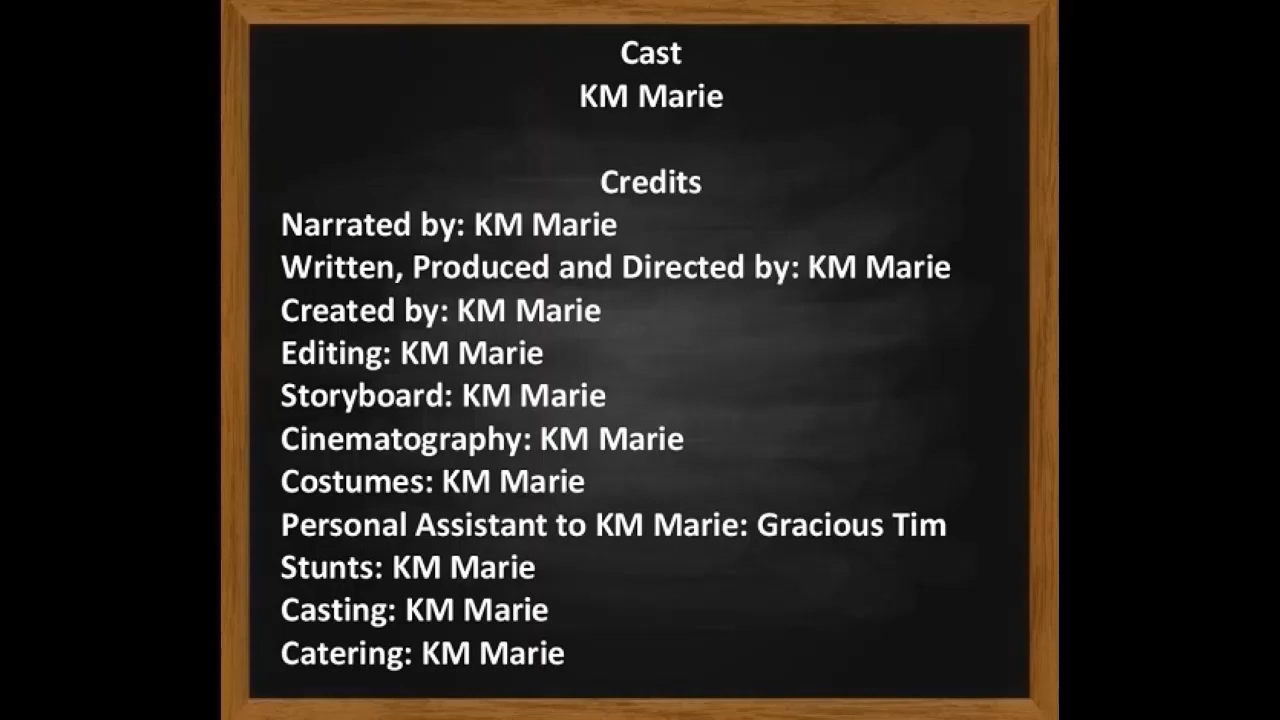 Cast
KM Marie
Credits
Narrated by: KM Marie
Written, Produced and Directed by: KM Marie
Created by: KM Marie
Editing: KM Marie
Storyboard: KM Marie
Cinematography: KM Marie
Costumes: KM Marie
Personal Assistant to KM Marie: Gracious Tim
Stunts: KM Marie
Casting: KM Marie
Catering: KM Marie